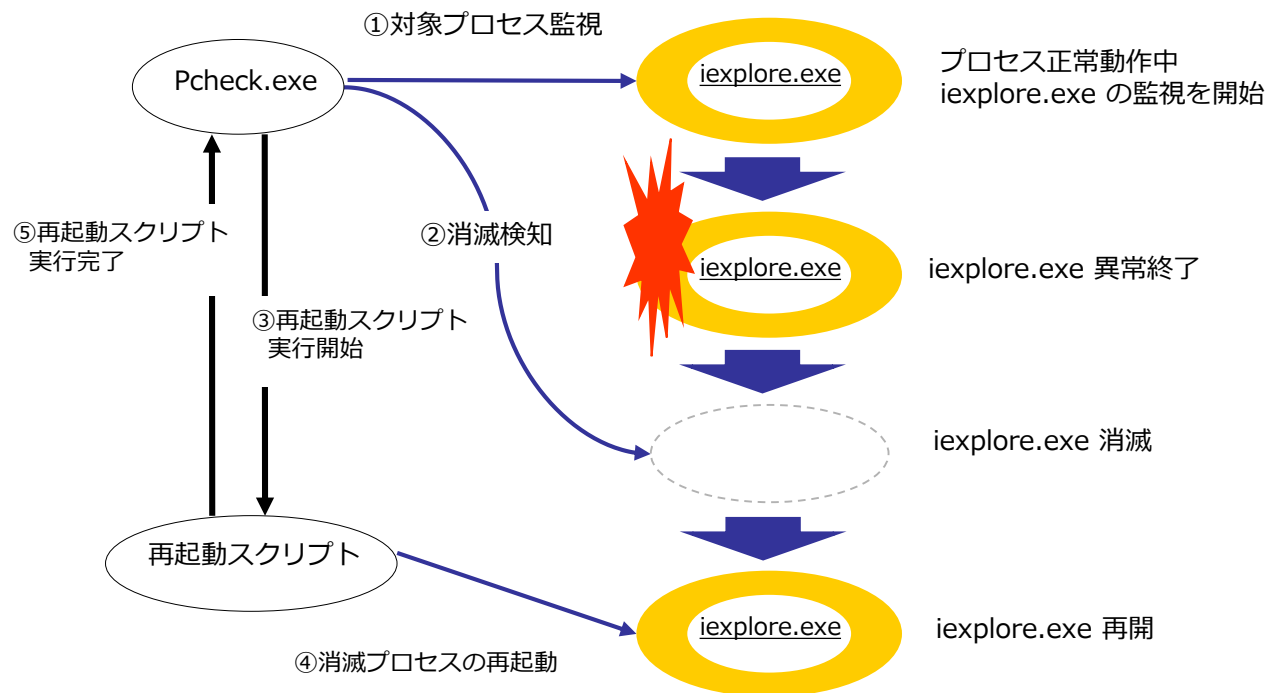 ①対象プロセス監視
Pcheck.exe
iexplore.exe
プロセス正常動作中
iexplore.exe の監視を開始
⑤再起動スクリプト
実行完了
②消滅検知
iexplore.exe
iexplore.exe 異常終了
③再起動スクリプト
実行開始
iexplore.exe 消滅
再起動スクリプト
iexplore.exe
iexplore.exe 再開
④消滅プロセスの再起動